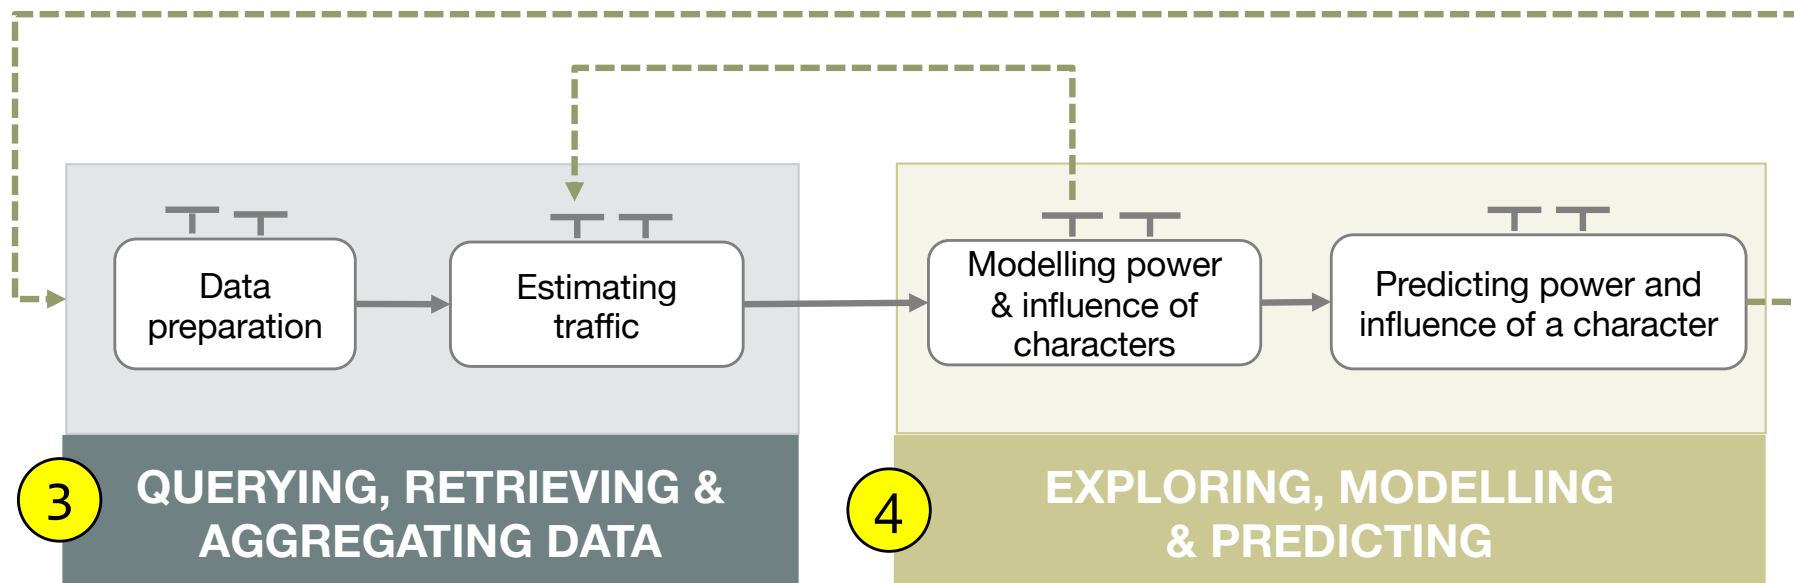 Data
preparation
Estimating
traffic
Modelling power
& influence of
characters
Predicting power and
influence of a character
3
QUERYING, RETRIEVING &
AGGREGATING DATA
4
EXPLORING, MODELLING
& PREDICTING